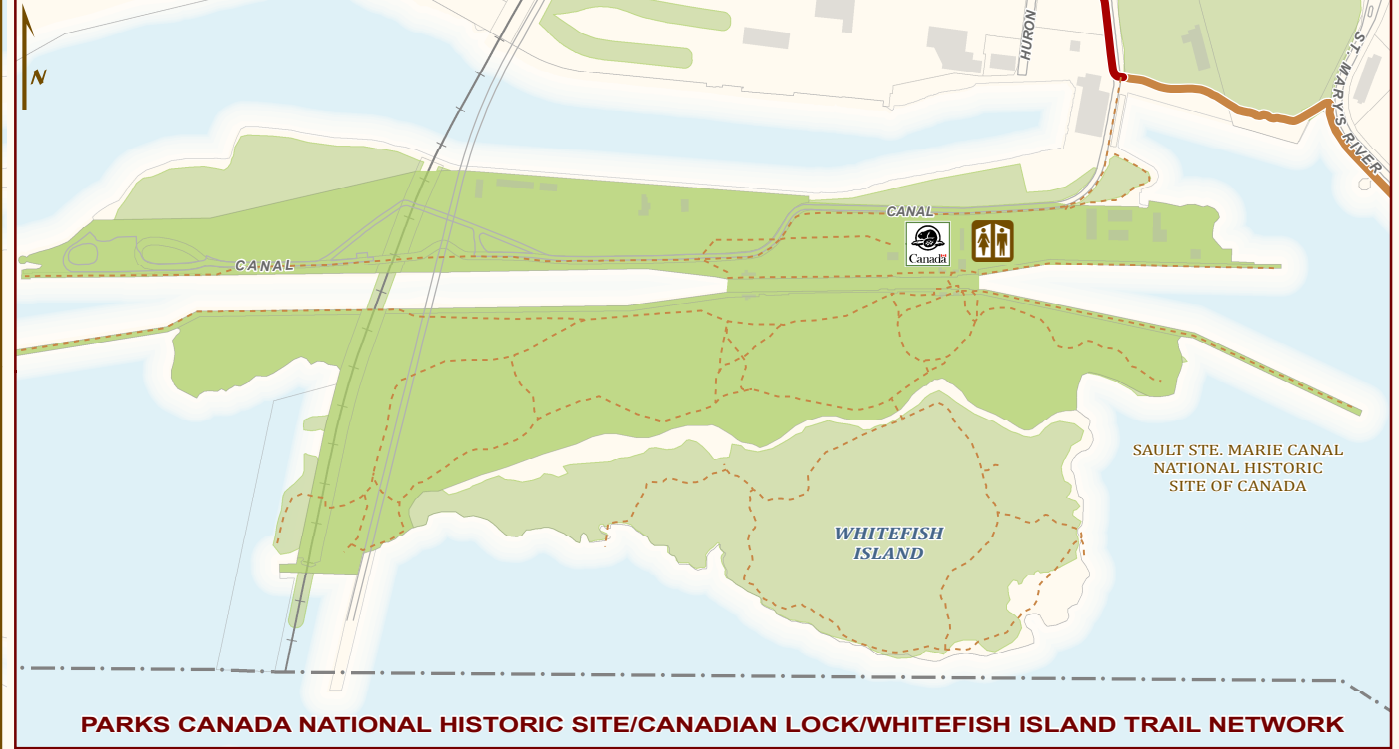 HURON
ST. MARY'S RIVER
N
CANAL
Canada
CANAL
SAULT STE. MARIE CANAL
NATIONAL HISTORIC
SITE OF CANADA
WHITEFISH
ISLAND
PARKS CANADA NATIONAL HISTORIC SITE/CANADIAN LOCK/WHITEFISH ISLAND TRAIL NETWORK